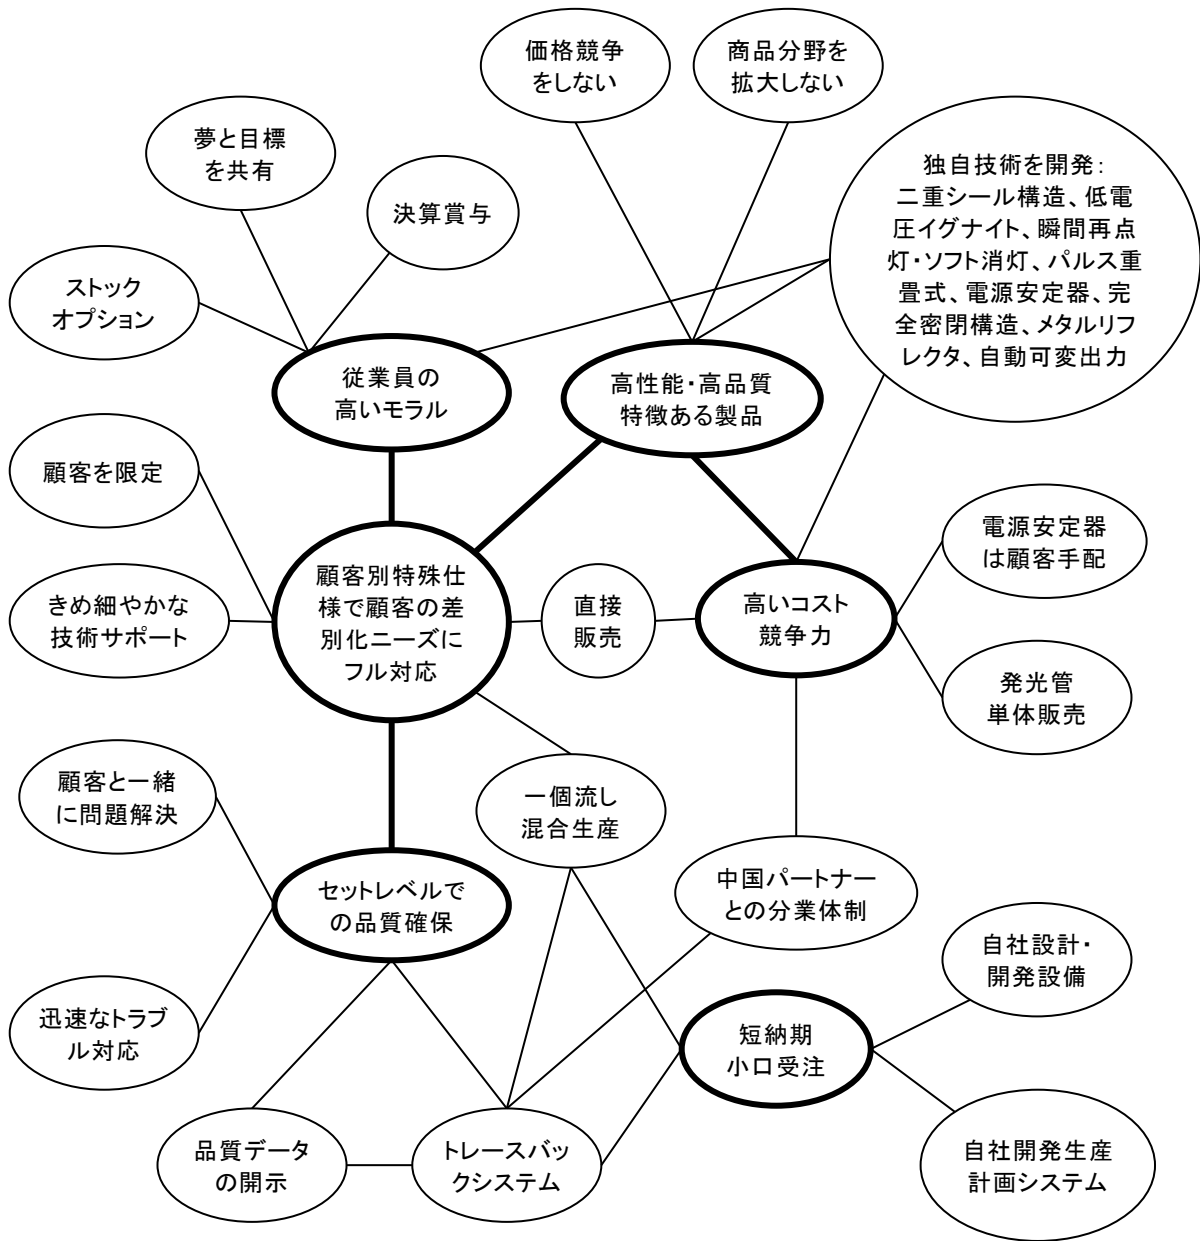 価格競争
をしない
商品分野を
拡大しない
夢と目標
を共有
決算賞与
独自技術を開発:
二重シール構造、低電
圧イグナイト、瞬間再点
灯・ソフト消灯、パルス重
畳式、電源安定器、完
全密閉構造、メタルリフ
レクタ、自動可変出力
ストック
オプション
従業員の
高いモラル
高性能・高品質
特徴ある製品
顧客を限定
電源安定器
は顧客手配
きめ細やかな
技術サポート
顧客別特殊仕
様で顧客の差
別化ニーズに
フル対応
直接
販売
高いコスト
競争力
発光管
単体販売
顧客と一緒
に問題解決
一個流し
混合生産
セットレベルで
の品質確保
中国パートナー
との分業体制
自社設計・
開発設備
迅速なトラブ
ル対応
短納期
小口受注
品質データ
の開示
トレースバッ
クシステム
自社開発生産
計画システム